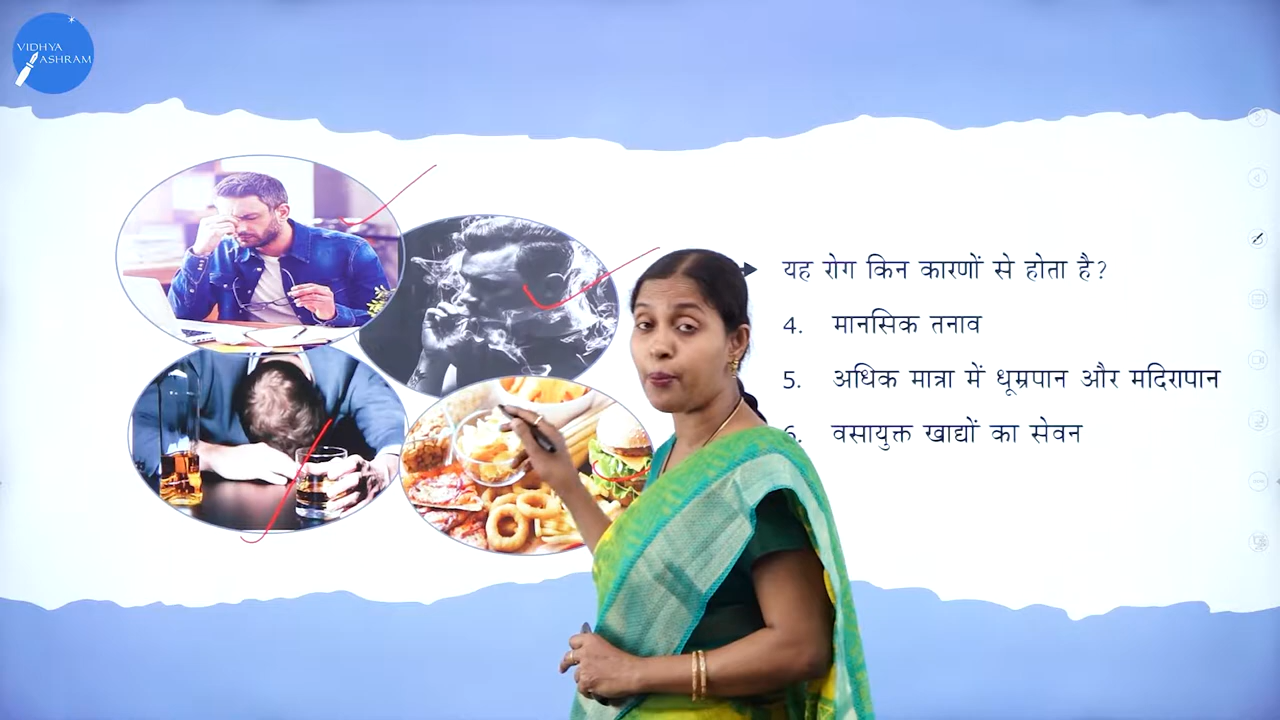 VIDHYA
ASHRAM
यह रोग किन कारणों से होता है?
4. मानसिक तनाव
5. अधिक मात्रा में धूम्रपान और मदिरापान
6. वसायुक्त खाद्यों का सेवन